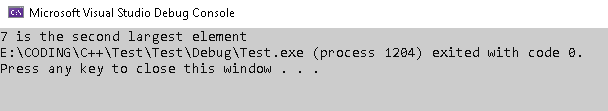 Microsoft Visual Studio Debug Console
7 is the second largest element
E:\CODING\C++\Test\Test\Debug\Test.exe (process 1204) exited with code 0.
Press any key to close this window . . .